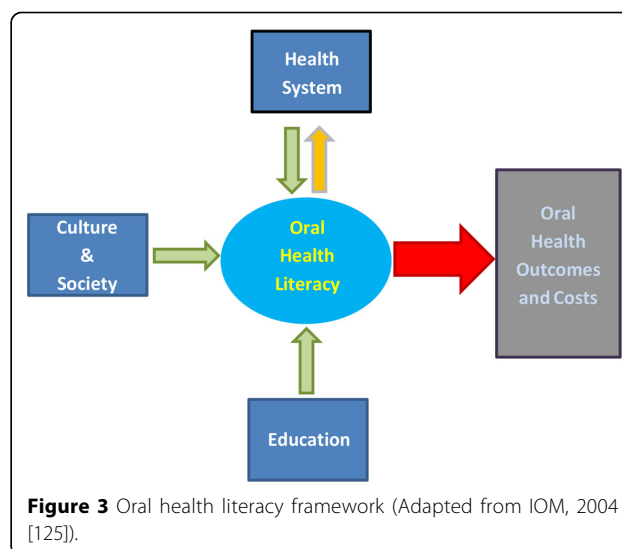 Health
System
Culture
&
Society
Oral
Health
Literacy
Oral
Health
Outcomes
and Costs
Education
Figure 3 Oral health literacy framework (Adapted from IOM, 2004
[125]).